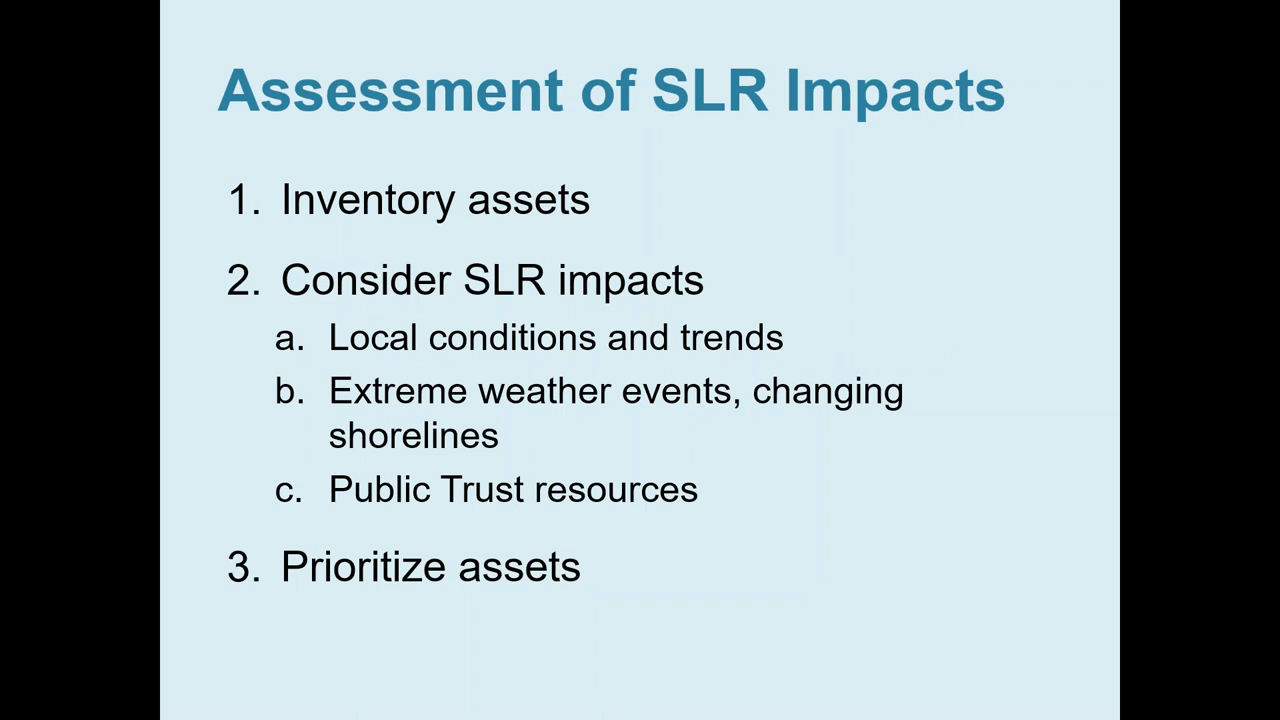 Assessment of SLR Impacts
1. Inventory assets
2. Consider SLR impacts
a. Local conditions and trends
b. Extreme weather events, changing
shorelines
c. Public Trust resources
3. Prioritize assets